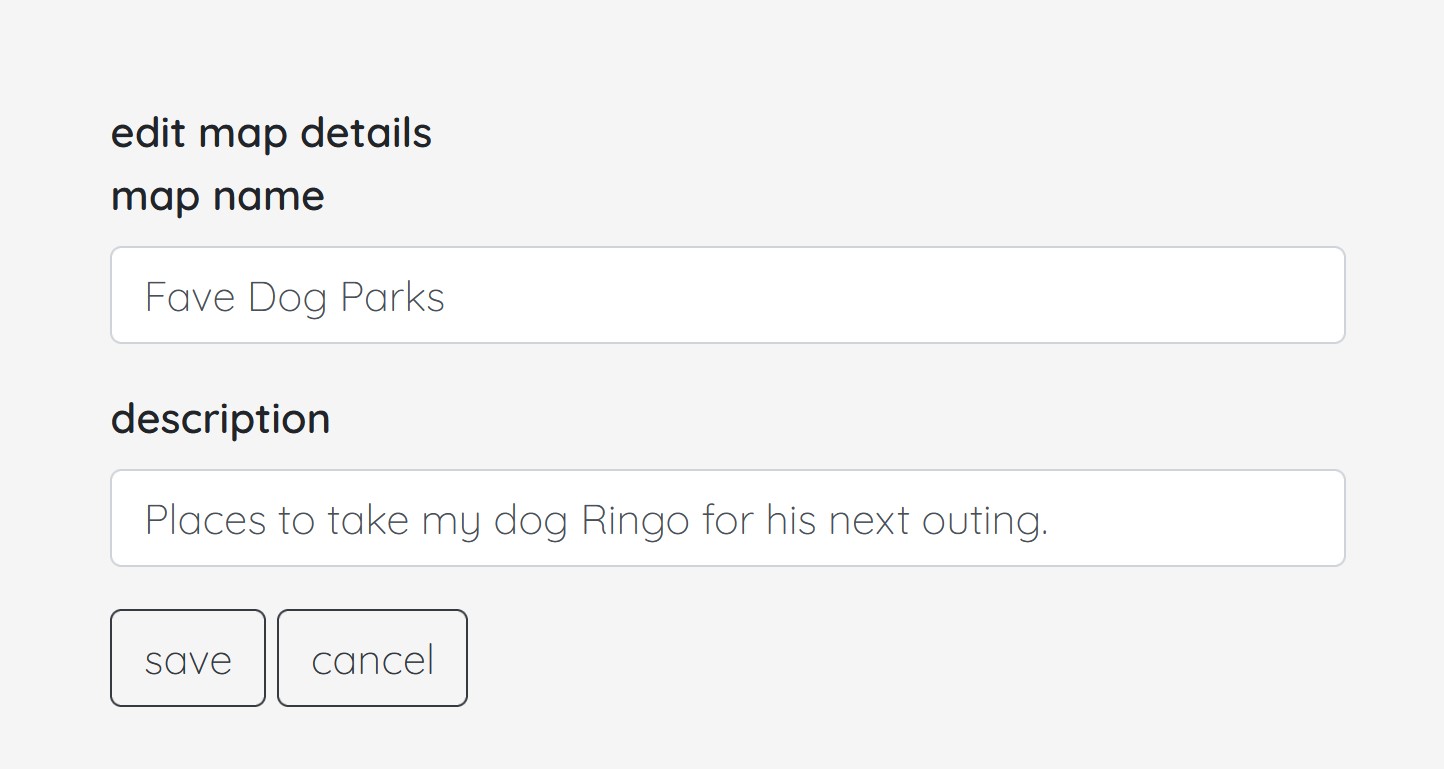 edit map details
map name
Fave Dog Parks
description
Places to take my dog Ringo for his next outing.
save cancel